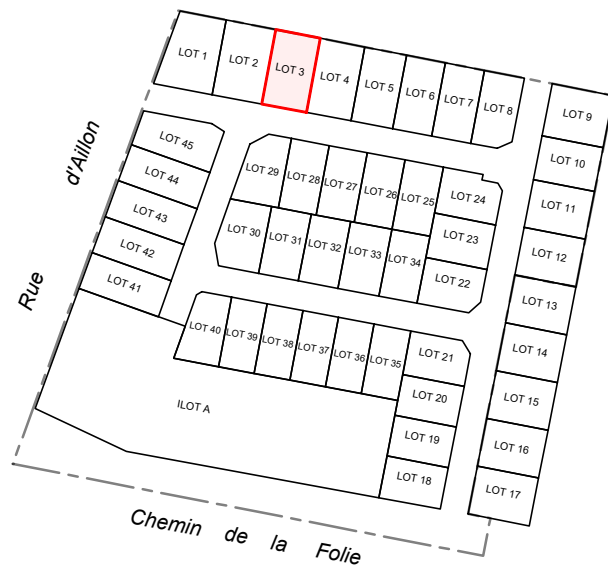 LOT 1
LOT 2
LOT 3
LOT 4
LOT 5
LOT 6
LOT 7
LOT 8
LOT 9
LOT 10
LOT 11
LOT 12
LOT 13
LOT 14
LOT 15
LOT 16
LOT 17
LOT 45
LOT 44
LOT 43
LOT 42
LOT 41
LOT 29
LOT 28
LOT 27
LOT 26
LOT 25
LOT 24
LOT 23
LOT 22
LOT 30
LOT 31
LOT 32
LOT 33
LOT 34
LOT 40
LOT 39
LOT 38
LOT 37
LOT 36
LOT 35
LOT 21
LOT 20
LOT 19
LOT 18
ILOT A
Rue d'Aillon
Chemin de la Folie